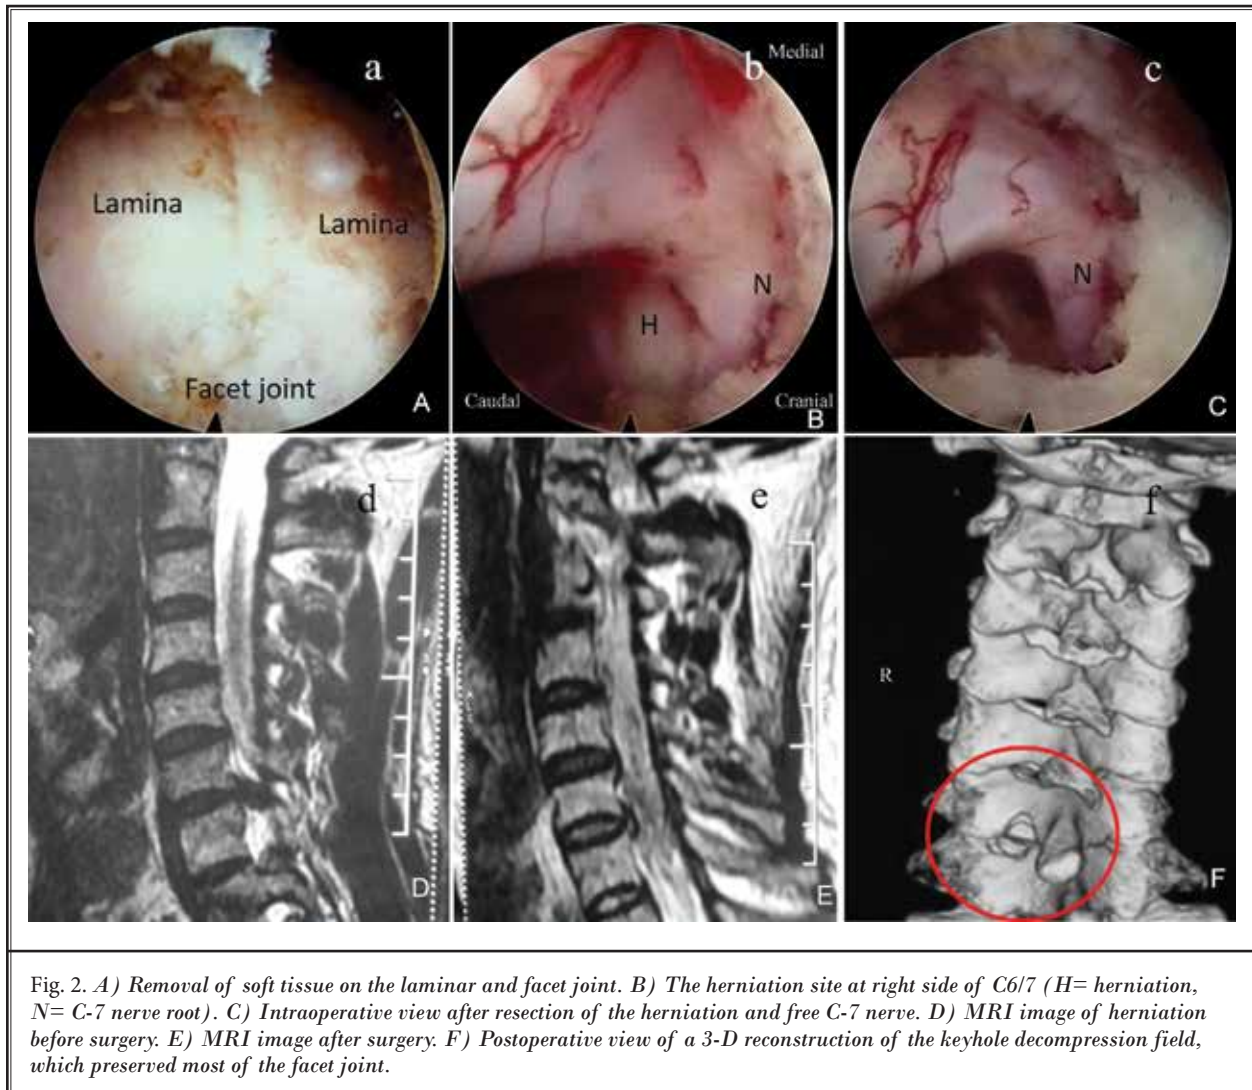 a
Lamina
Lamina
Facet joint
A
b
Medial
N
H
Caudal
Cranial
B
c
N
C
d
D
e
E
f
R
F
Fig. 2. A) Removal of soft tissue on the laminar and facet joint. B) The herniation site at right side of C6/7 (H= herniation,
N= C-7 nerve root). C) Intraoperative view after resection of the herniation and free C-7 nerve. D) MRI image of herniation
before surgery. E) MRI image after surgery. F) Postoperative view of a 3-D reconstruction of the keyhole decompression field,
which preserved most of the facet joint.